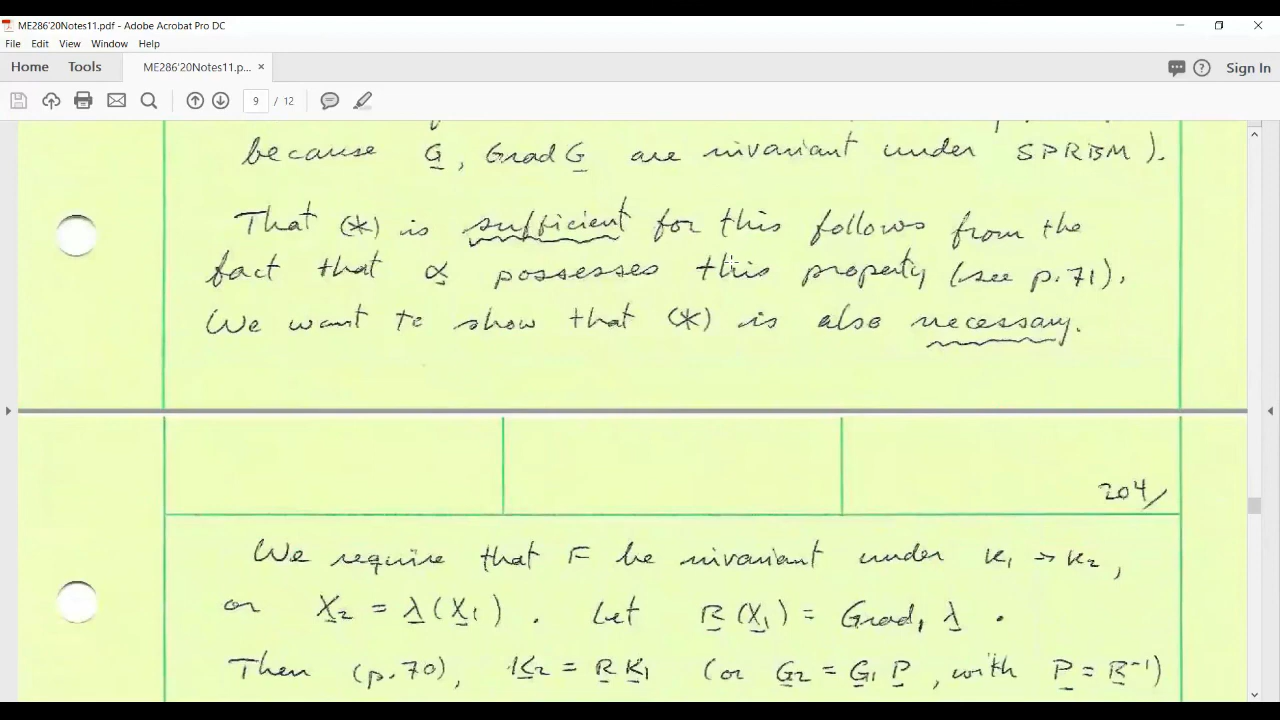 ME286'20Notes11.pdf - Adobe Acrobat Pro DC
File Edit View Window Help
Home Tools ME286'20Notes11.p... × Sign In
9 / 12
because G, Grad G are invariant under SPRBM).
That (*) is sufficient for this follows from the
fact that α possesses this property (see p.71).
We want to show that (*) is also necessary.
204/
We require that F be invariant under κ₁ → κ₂,
or X₂ = λ(X₁). Let R(X₁) = Grad₁ λ.
Then (p.70), K₂ = R K₁ (or G₂ = G₁ P, with P = R⁻¹)